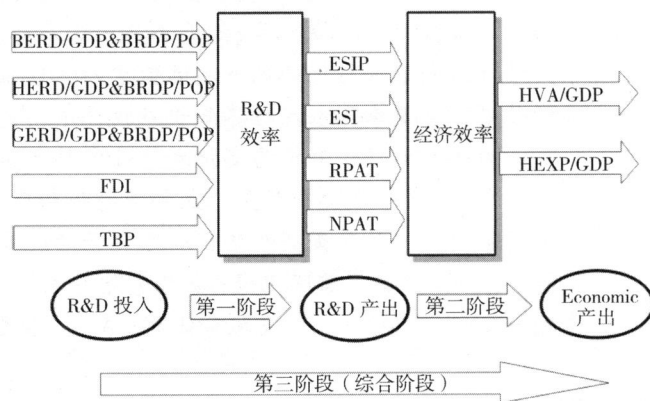 BERD/GDP&BRDP/POP
HERD/GDP&BRDP/POP
GERD/GDP&BRDP/POP
FDI
TBP
R&D
效率
ESIP
ESI
RPAT
NPAT
经济效率
HVA/GDP
HEXP/GDP
R&D 投入
第一阶段
R&D 产出
第二阶段
Economic
产出
第三阶段（综合阶段）